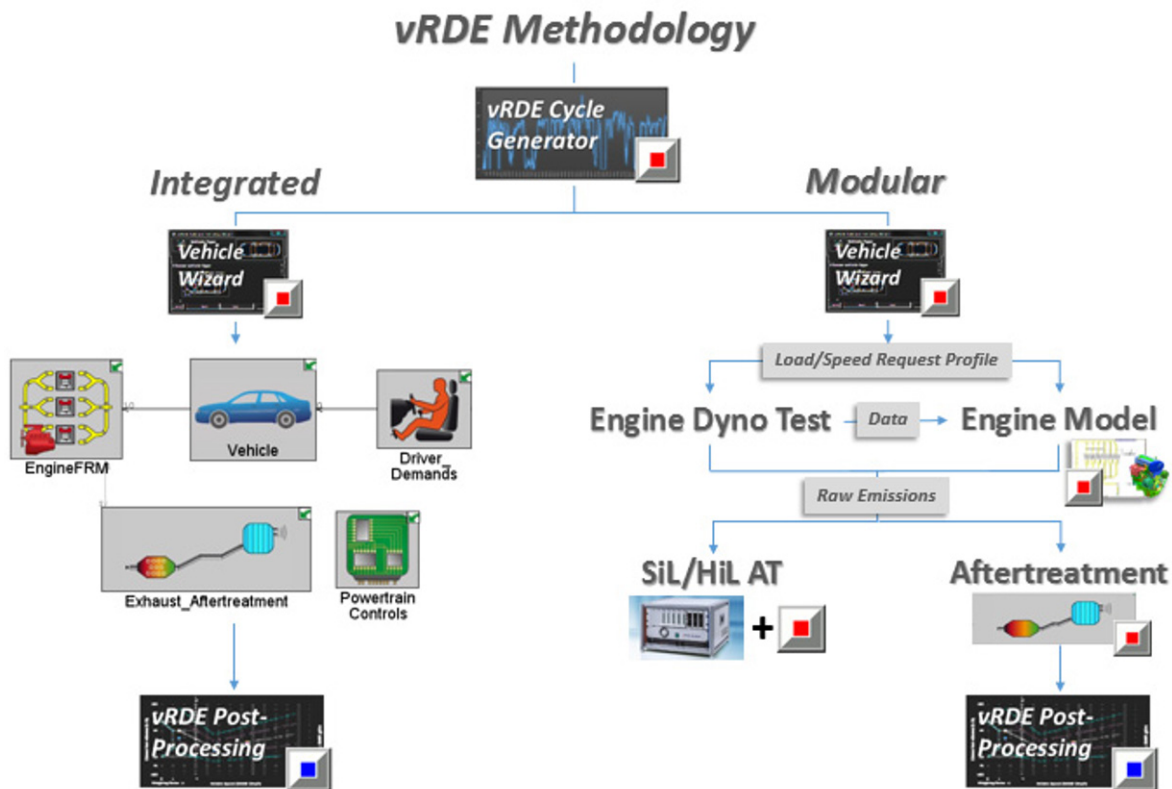 vRDE Methodology
vRDE Cycle
Generator
Integrated
Modular
Vehicle
Wizard
Vehicle
Wizard
Load/Speed Request Profile
Engine Dyno Test
Data
Engine Model
EngineFRM
Vehicle
Driver_
Demands
Raw Emissions
SiL/HiL AT
Aftertreatment
Exhaust_Aftertreatment
Powertrain
Controls
+
vRDE Post-
Processing
vRDE Post-
Processing